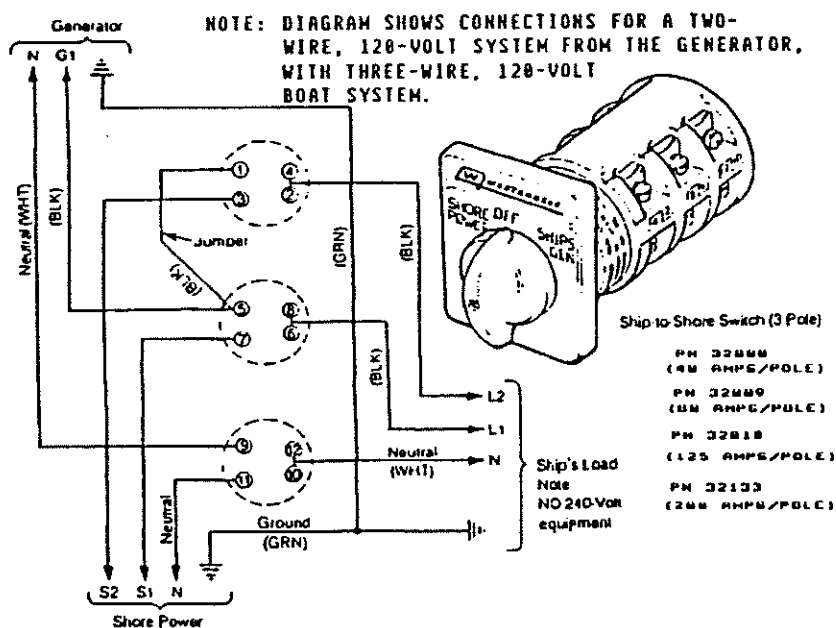 Generator
N G1
NOTE: DIAGRAM SHOWS CONNECTIONS FOR A TWO-
WIRE, 120-VOLT SYSTEM FROM THE GENERATOR,
WITH THREE-WIRE, 120-VOLT
BOAT SYSTEM.
Neutral (WHT)
(BLK)
1
4
3
2
Jumper
(BLK)
(GRN)
(BLK)
5
8
7
6
(BLK)
9
12
11
10
Neutral
(WHT)
Neutral
Ground
(GRN)
L2
L1
N
Ship's Load
Note
NO 240-Volt
equipment
S2 S1 N
Shore Power
W WESTERBEKE
SHORE POWER
OFF
SHIPS GEN
Ship-to-Shore Switch (3 Pole)
PN 32000
(40 AMPS/POLE)
PN 32009
(80 AMPS/POLE)
PN 32010
(125 AMPS/POLE)
PN 32133
(200 AMPS/POLE)